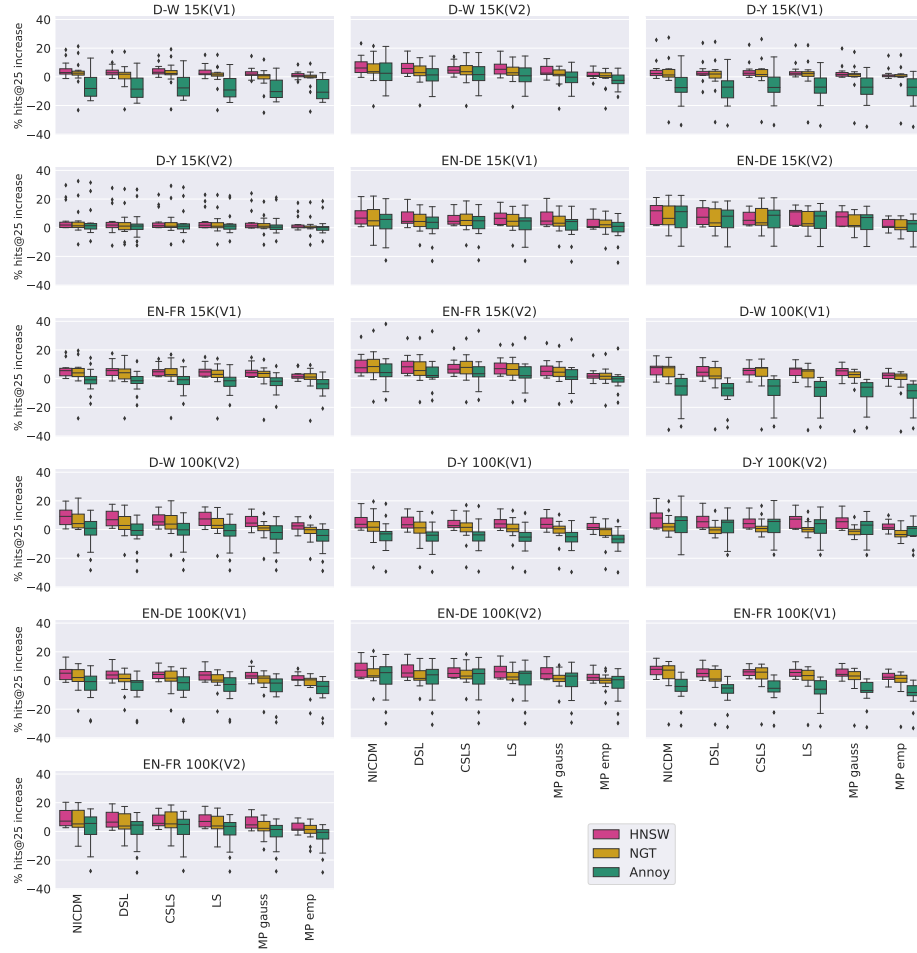 D-W 15K(V1) D-W 15K(V2) D-Y 15K(V1)
% hits@25 increase
40
20
0
−20
−40
D-Y 15K(V2) EN-DE 15K(V1) EN-DE 15K(V2)
% hits@25 increase
40
20
0
−20
−40
EN-FR 15K(V1) EN-FR 15K(V2) D-W 100K(V1)
% hits@25 increase
40
20
0
−20
−40
D-W 100K(V2) D-Y 100K(V1) D-Y 100K(V2)
% hits@25 increase
40
20
0
−20
−40
EN-DE 100K(V1) EN-DE 100K(V2) EN-FR 100K(V1)
% hits@25 increase
40
20
0
−20
−40
NICDM DSL CSLS LS MP gauss MP emp
NICDM DSL CSLS LS MP gauss MP emp
EN-FR 100K(V2)
% hits@25 increase
40
20
0
−20
−40
NICDM DSL CSLS LS MP gauss MP emp
HNSW
NGT
Annoy